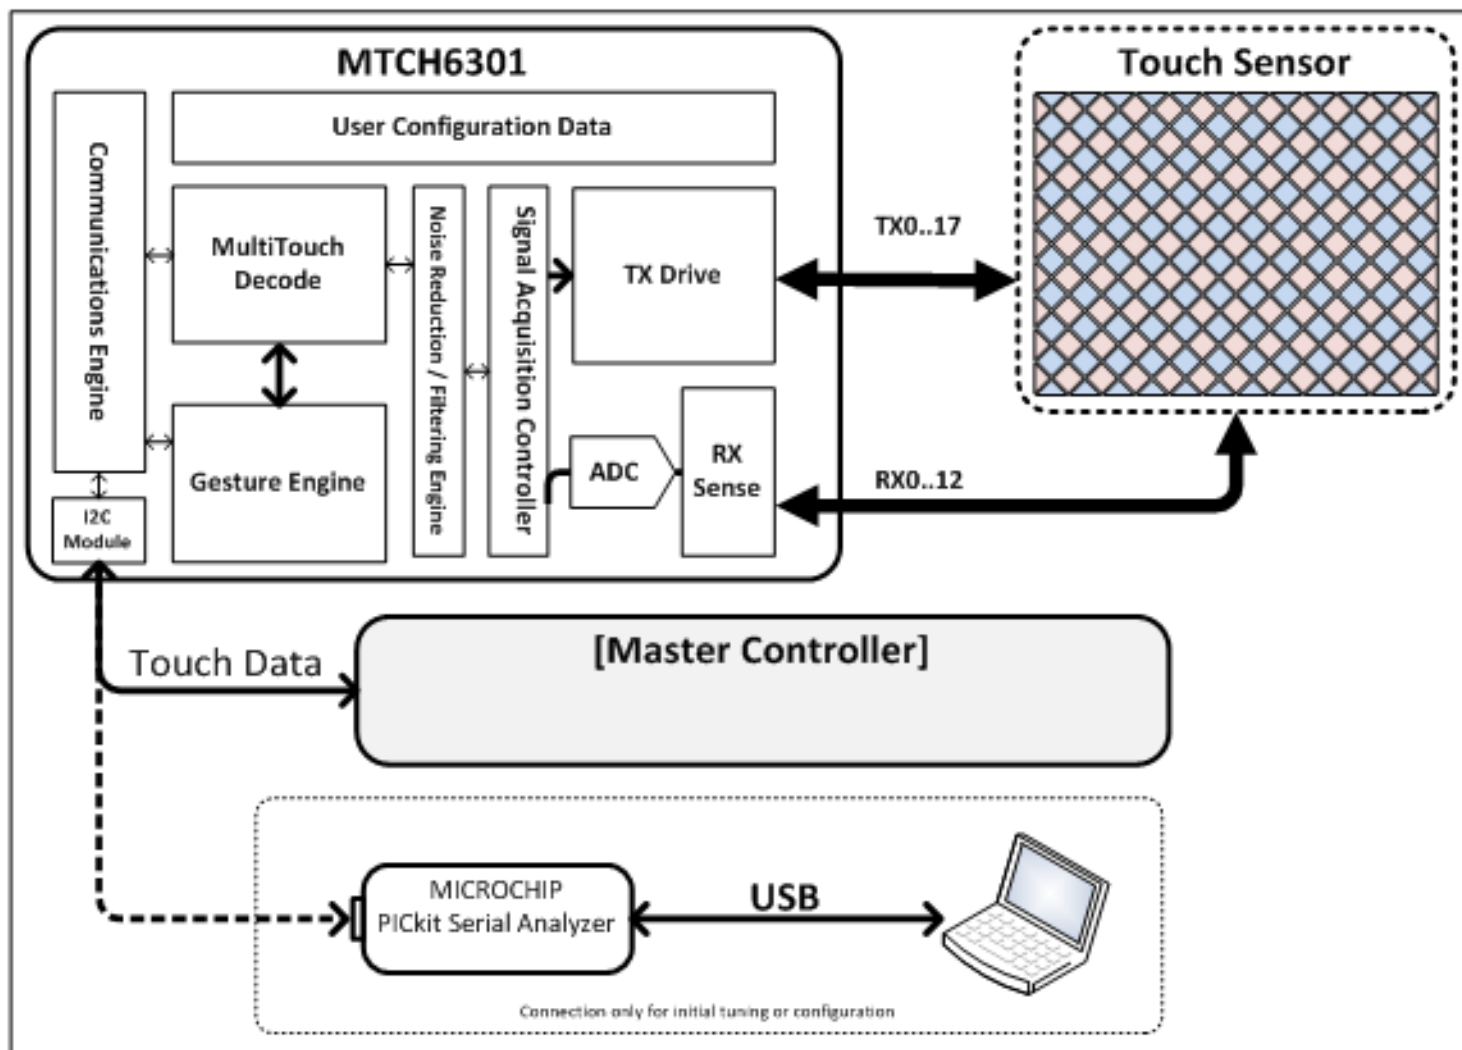 MTCH6301
Touch Sensor
User Configuration Data
Communications Engine
MultiTouch
Decode
Noise Reduction / Filtering Engine
Signal Acquisition Controller
TX Drive
TX0..17
Gesture Engine
ADC
RX
Sense
RX0..12
I2C
Module
Touch Data
[Master Controller]
MICROCHIP
PICkit Serial Analyzer
USB
Connection only for initial tuning or configuration